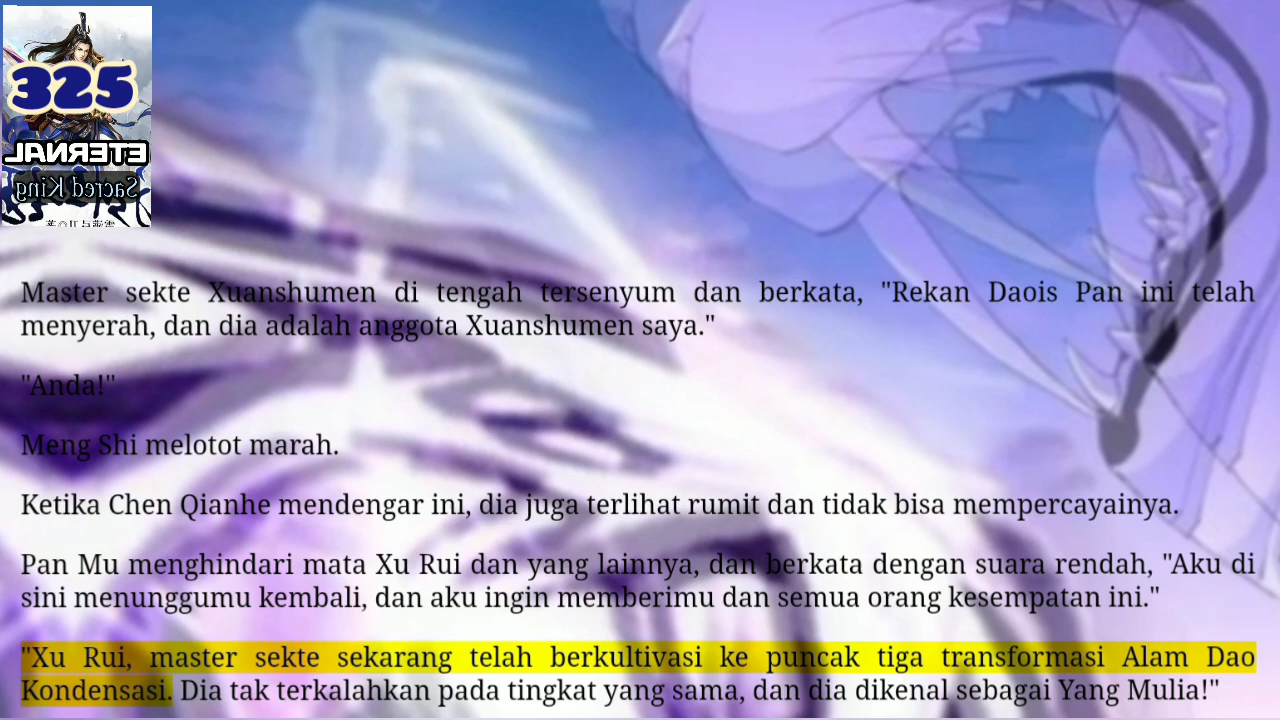 325
ETERNAL
Sacred King
Master sekte Xuanshumen di tengah tersenyum dan berkata, "Rekan Daois Pan ini telah
menyerah, dan dia adalah anggota Xuanshumen saya."
"Anda!"
Meng Shi melotot marah.
Ketika Chen Qianhe mendengar ini, dia juga terlihat rumit dan tidak bisa mempercayainya.
Pan Mu menghindari mata Xu Rui dan yang lainnya, dan berkata dengan suara rendah, "Aku di
sini menunggumu kembali, dan aku ingin memberimu dan semua orang kesempatan ini."
"Xu Rui, master sekte sekarang telah berkultivasi ke puncak tiga transformasi Alam Dao
Kondensasi. Dia tak terkalahkan pada tingkat yang sama, dan dia dikenal sebagai Yang Mulia!"